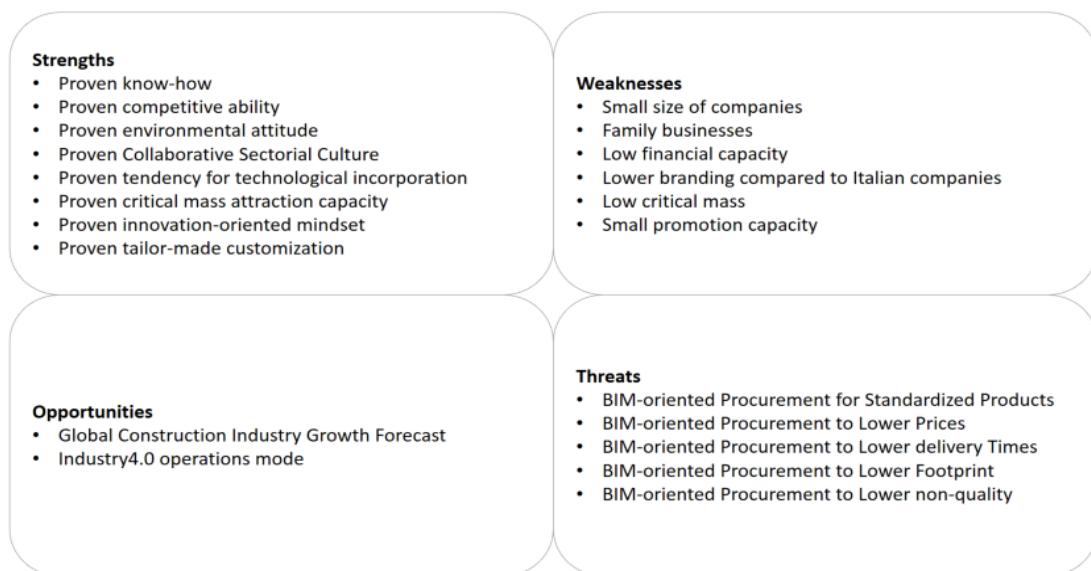 Strengths
• Proven know-how
• Proven competitive ability
• Proven environmental attitude
• Proven Collaborative Sectorial Culture
• Proven tendency for technological incorporation
• Proven critical mass attraction capacity
• Proven innovation-oriented mindset
• Proven tailor-made customization
Weaknesses
• Small size of companies
• Family businesses
• Low financial capacity
• Lower branding compared to Italian companies
• Low critical mass
• Small promotion capacity
Opportunities
• Global Construction Industry Growth Forecast
• Industry4.0 operations mode
Threats
• BIM-oriented Procurement for Standardized Products
• BIM-oriented Procurement to Lower Prices
• BIM-oriented Procurement to Lower delivery Times
• BIM-oriented Procurement to Lower Footprint
• BIM-oriented Procurement to Lower non-quality